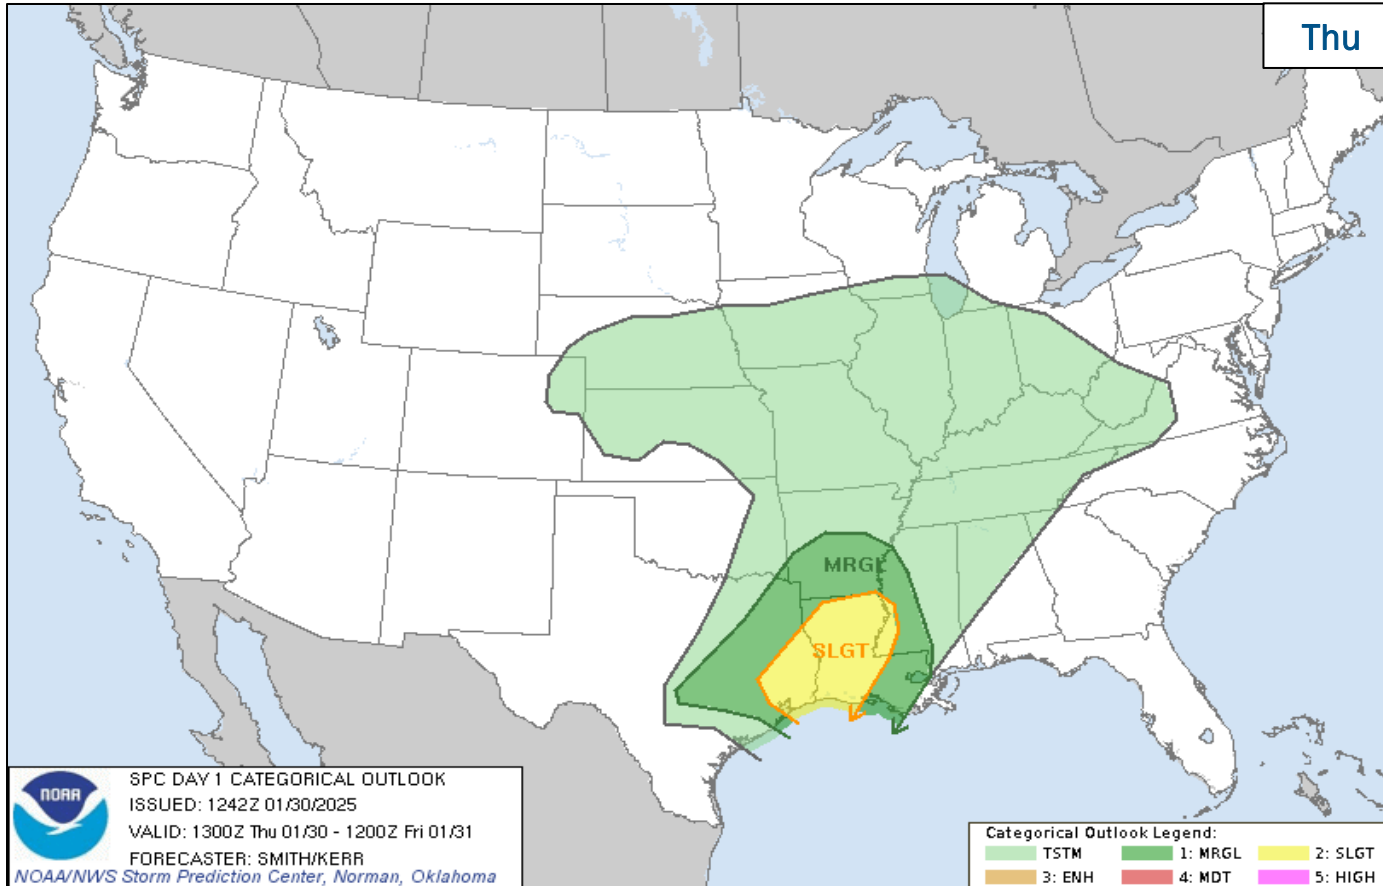 Thu
MRGL
SLGT
NOAA
SPC DAY 1 CATEGORICAL OUTLOOK
ISSUED: 1242Z 01/30/2025
VALID: 1300Z Thu 01/30 - 1200Z Fri 01/31
FORECASTER: SMITH/KERR
NOAA/NWS Storm Prediction Center, Norman, Oklahoma
Categorical Outlook Legend:
TSTM 1: MRGL 2: SLGT
3: ENH 4: MDT 5: HIGH